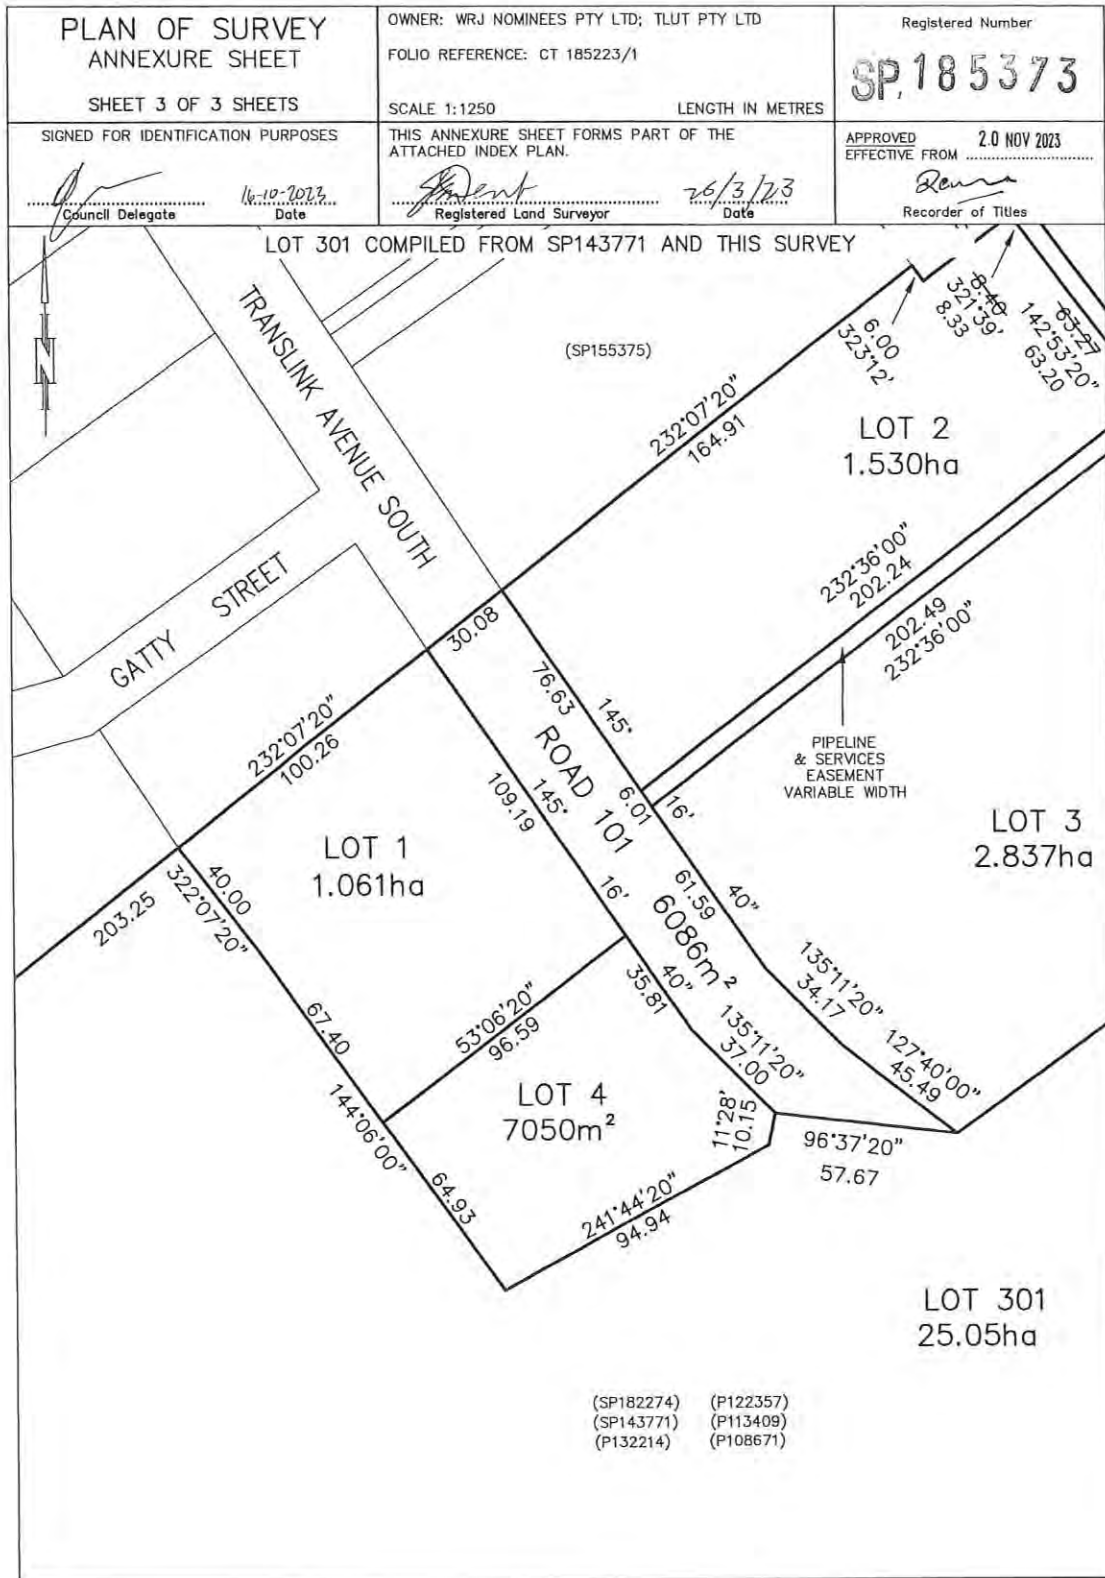 PLAN OF SURVEY
ANNEXURE SHEET
SHEET 3 OF 3 SHEETS
OWNER: WRJ NOMINEES PTY LTD; TLUT PTY LTD
FOLIO REFERENCE: CT 185223/1
SCALE 1:1250 LENGTH IN METRES
Registered Number
SP. 185373
SIGNED FOR IDENTIFICATION PURPOSES
16-10-2023
Council Delegate Date
THIS ANNEXURE SHEET FORMS PART OF THE
ATTACHED INDEX PLAN.
26/3/23
Registered Land Surveyor Date
APPROVED
EFFECTIVE FROM 2.0 NOV 2023
Recorder of Titles
LOT 301 COMPILED FROM SP143771 AND THIS SURVEY
N
TRANSLINK AVENUE SOUTH
(SP155375)
6.00
323°12'
8.40
321°39'
8.33
63.27
142°53'20"
63.20
232°07'20"
164.91
LOT 2
1.530ha
GATTY STREET
30.08
232°36'00"
202.24
202.49
232°36'00"
76.63
145°
232°07'20"
100.26
ROAD 101
6086m²
PIPELINE
& SERVICES
EASEMENT
VARIABLE WIDTH
109.19
145°
6.01
16'
LOT 3
2.837ha
LOT 1
1.061ha
40.00
322°07'20"
203.25
16'
61.59
40"
40"
35.81
135°11'20"
34.17
67.40
53°06'20"
96.59
135°11'20"
37.00
127°40'00"
45.49
LOT 4
7050m²
144°06'00"
11°28'
10.15
96°37'20"
57.67
64.93
241°44'20"
94.94
LOT 301
25.05ha
(SP182274) (P122357)
(SP143771) (P113409)
(P132214) (P108671)